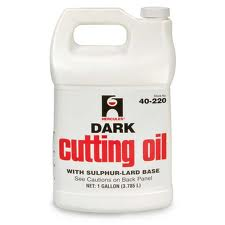 Stock No.
40-220
HERCULES
DARK
cutting oil
WITH SULPHUR-LARD BASE
See Cautions on Back Panel
NET: 1 GALLON (3.785 L)